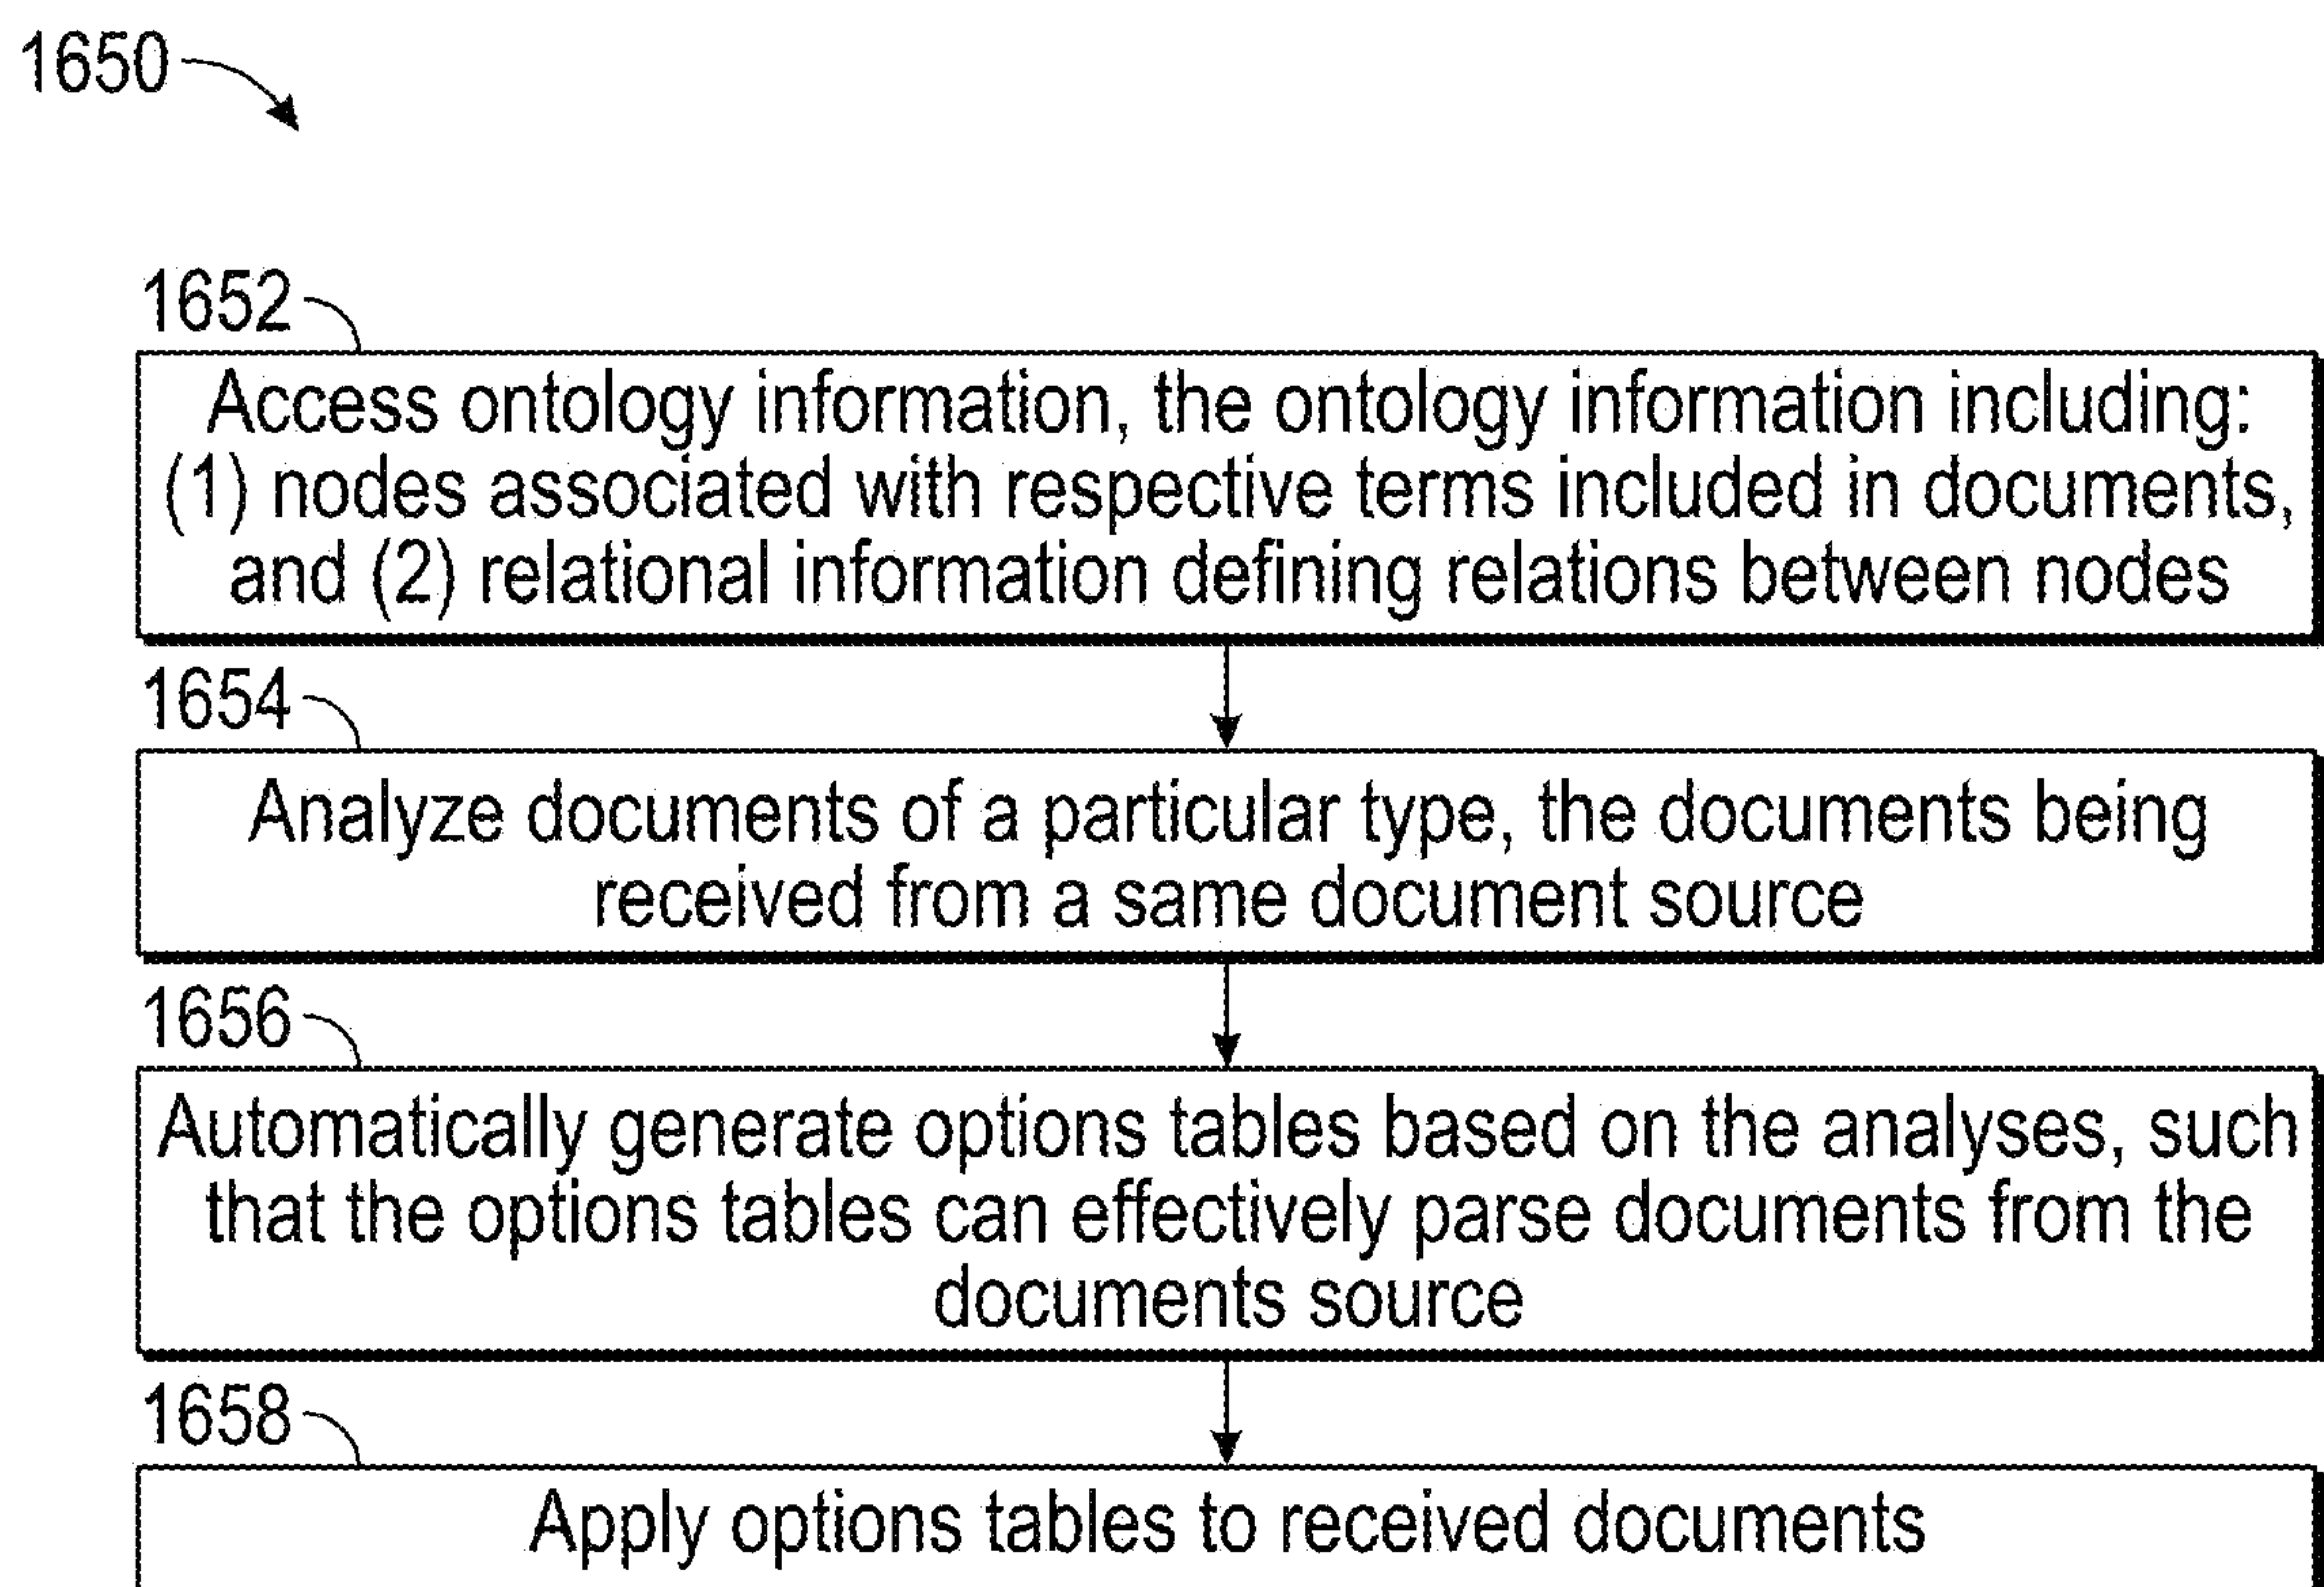 1650
1652
Access ontology information, the ontology information including:
(1) nodes associated with respective terms included in documents,
and (2) relational information defining relations between nodes
1654
Analyze documents of a particular type, the documents being
received from a same document source
1656
Automatically generate options tables based on the analyses, such
that the options tables can effectively parse documents from the
documents source
1658
Apply options tables to received documents